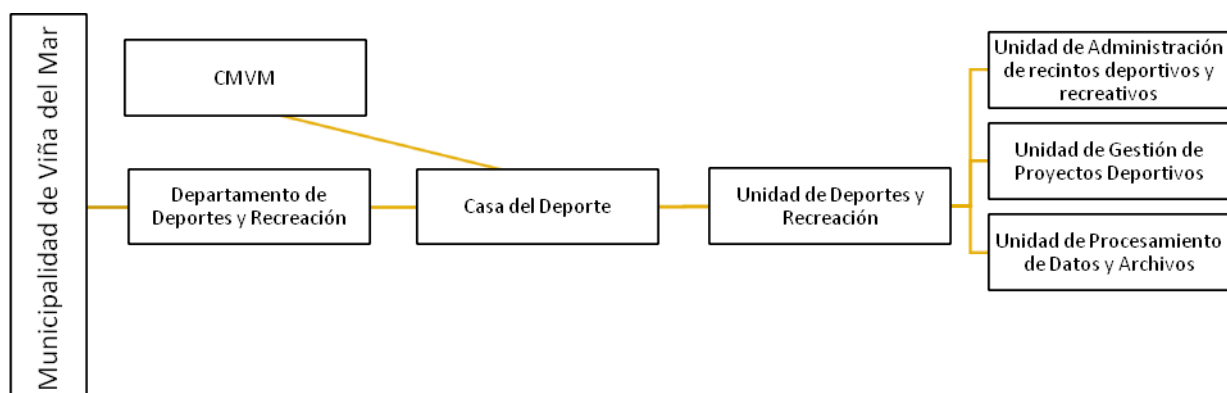 Municipalidad de Viña del Mar
CMVM
Departamento de
Deportes y Recreación
Casa del Deporte
Unidad de Deportes y
Recreación
Unidad de Administración
de recintos deportivos y
recreativos
Unidad de Gestión de
Proyectos Deportivos
Unidad de Procesamiento
de Datos y Archivos